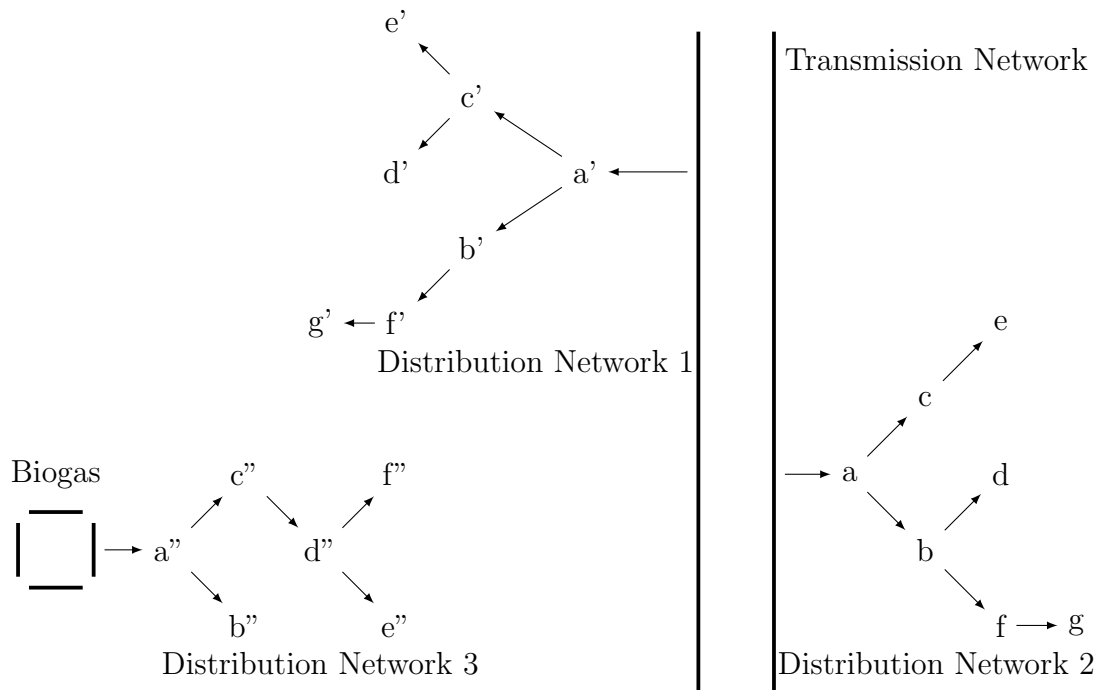 e'
Transmission Network
c'
d'
a'
b'
g'
f'
Distribution Network 1
e
c
Biogas
c”
f”
a
d
a”
d”
b
b”
e”
f
g
Distribution Network 3
Distribution Network 2